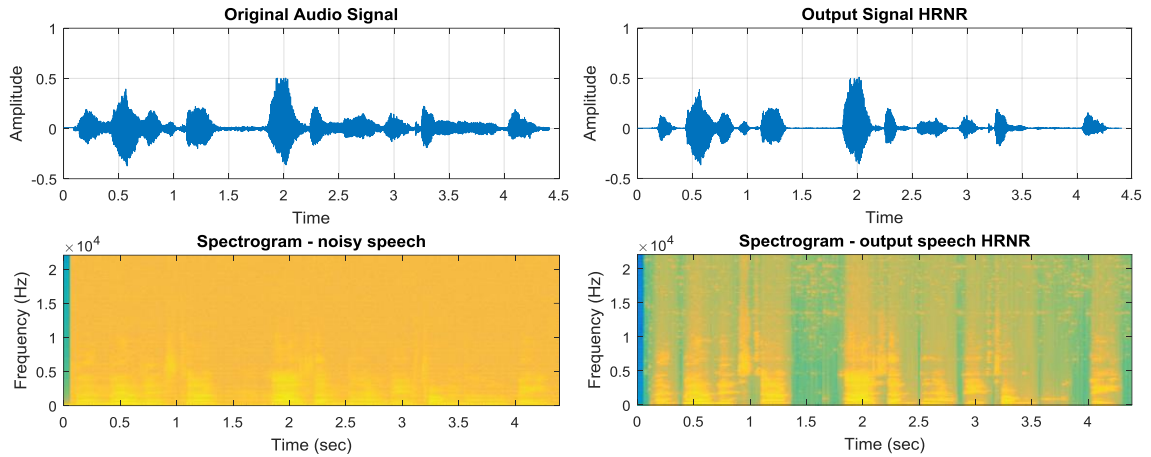 Original Audio Signal
1
0.5
0
-0.5
Amplitude
0 0.5 1 1.5 2 2.5 3 3.5 4 4.5
Time
Output Signal HRNR
1
0.5
0
-0.5
Amplitude
0 0.5 1 1.5 2 2.5 3 3.5 4 4.5
Time
Spectrogram - noisy speech
× 10⁴
2
1.5
1
0.5
0
Frequency (Hz)
0 0.5 1 1.5 2 2.5 3 3.5 4
Time (sec)
Spectrogram - output speech HRNR
× 10⁴
2
1.5
1
0.5
0
Frequency (Hz)
0 0.5 1 1.5 2 2.5 3 3.5 4
Time (sec)